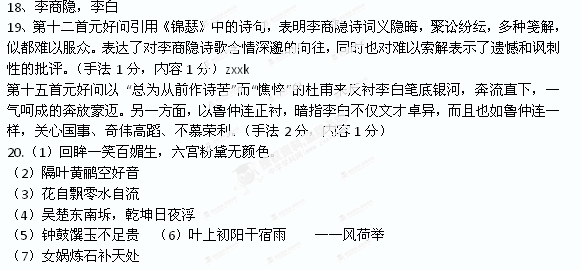 18、李商隐，李白
19、第十二首元好问引用《锦瑟》中的诗句，表明李商隐诗词义隐晦，聚讼纷纭，多种笺解，
似都难以服众。表达了对李商隐诗歌含情深邈的向往，同时也对难以索解表示了遗憾和讽刺
性的批评。（手法 1 分，内容 1 分）zxxk
第十五首元好问以 “总为从前作诗苦”而“憔悴”的杜甫来反衬李白笔底银河，奔流直下，一
气呵成的奔放豪迈。另一方面，以鲁仲连正衬，暗指李白不仅文才卓异，而且也如鲁仲连一
样，关心国事、奇伟高蹈、不慕荣利。（手法 2 分，内容 1 分）
20.（1）回眸一笑百媚生，六宫粉黛无颜色。
（2）隔叶黄鹂空好音
（3）花自飘零水自流
（4）吴楚东南坼，乾坤日夜浮
（5）钟鼓馔玉不足贵 （6）叶上初阳干宿雨  一一风荷举
（7）女娲炼石补天处